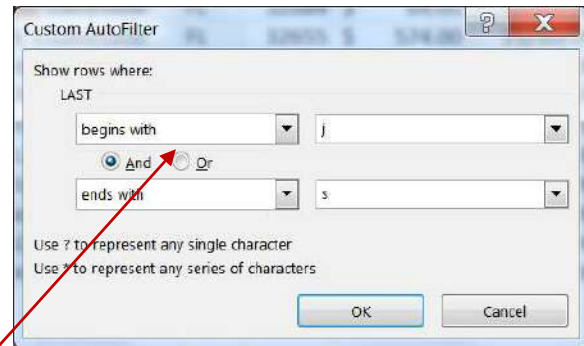 Custom AutoFilter
Show rows where:
LAST
begins with j
And Or
ends with s
Use ? to represent any single character
Use * to represent any series of characters
OK Cancel